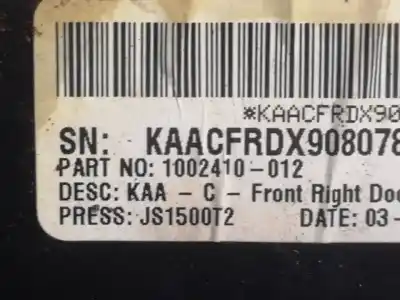 *KAACFRDX90
SN: KAACFRDX908078
PART NO: 1002410-012
DESC: KAA - C - Front Right Doo
PRESS: JS1500T2 DATE: 03-